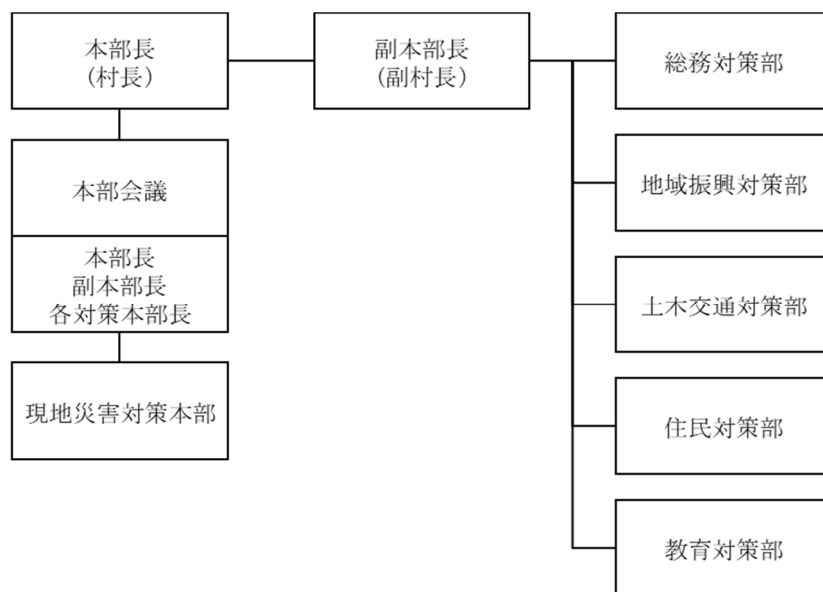 本部長
(村長)
副本部長
(副村長)
総務対策部
本部会議
地域振興対策部
本部長
副本部長
各対策本部長
土木交通対策部
現地災害対策本部
住民対策部
教育対策部